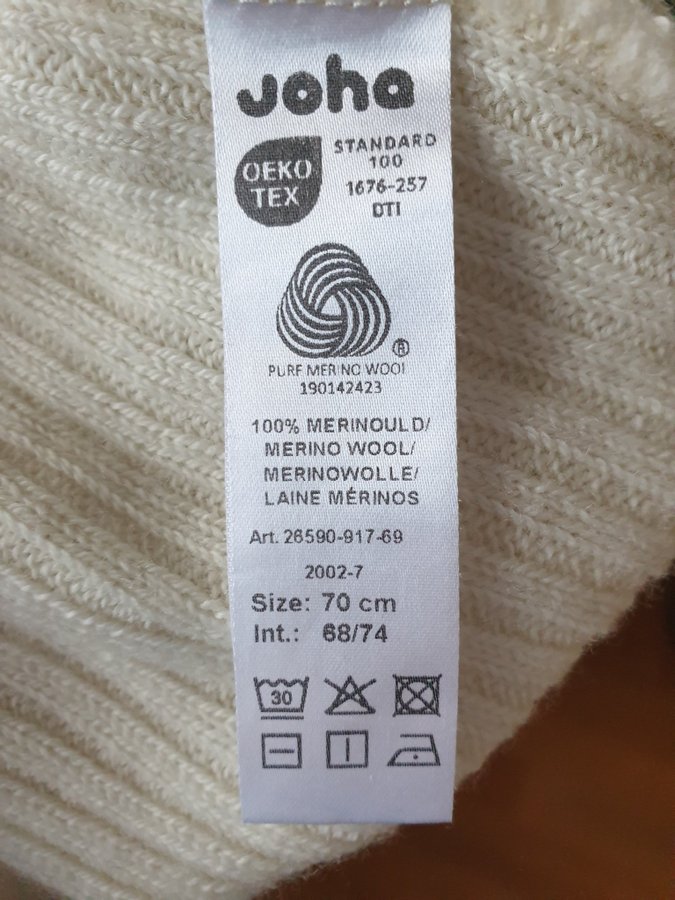 Joha
OEKO
TEX
STANDARD
100
1676-257
DTI
®
PURE MERINO WOOL
190142423
100% MERINOULD/
MERINO WOOL/
MERINOWOLLE/
LAINE MÉRINOS
Art. 26590-917-69
2002-7
Size: 70 cm
Int.: 68/74
30